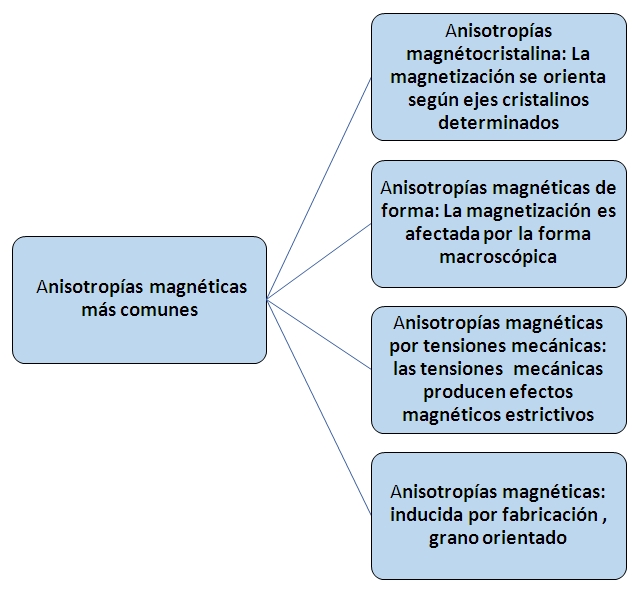 Anisotropías magnéticas
más comunes
Anisotropías
magnétocristalina: La
magnetización se orienta
según ejes cristalinos
determinados
Anisotropías magnéticas de
forma: La magnetización es
afectada por la forma
macroscópica
Anisotropías magnéticas
por tensiones mecánicas:
las tensiones mecánicas
producen efectos
magnéticos estrictivos
Anisotropías magnéticas:
inducida por fabricación ,
grano orientado